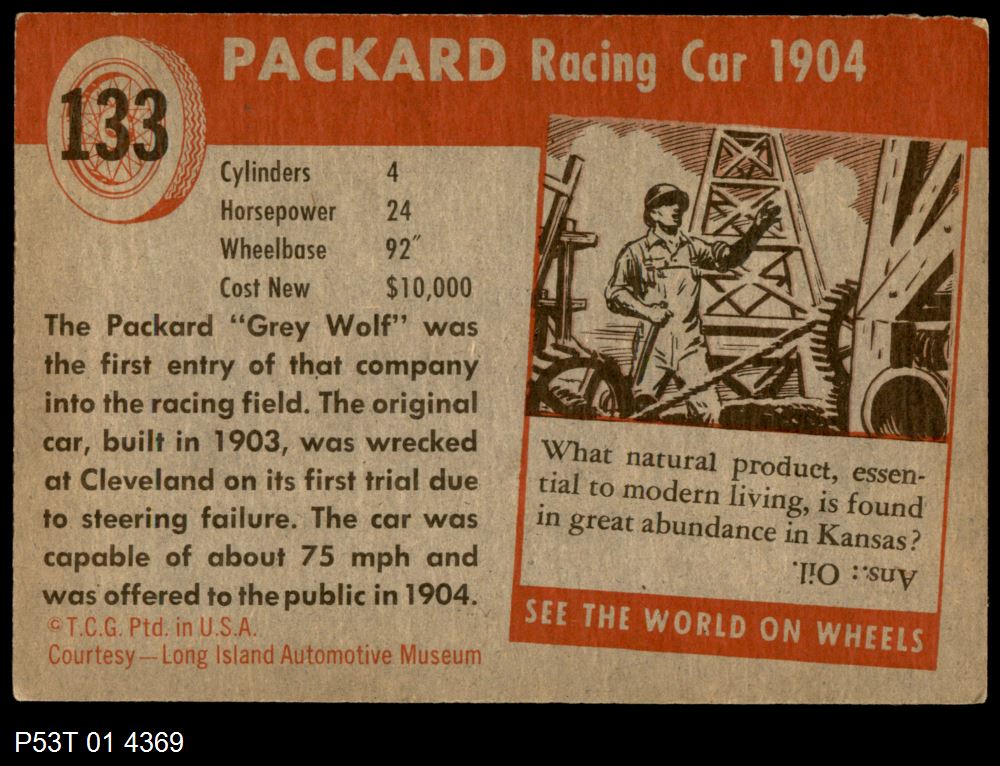 133
PACKARD Racing Car 1904
Cylinders 4
Horsepower 24
Wheelbase 92″
Cost New $10,000
The Packard “Grey Wolf” was
the first entry of that company
into the racing field. The original
car, built in 1903, was wrecked
at Cleveland on its first trial due
to steering failure. The car was
capable of about 75 mph and
was offered to the public in 1904.
© T.C.G. Ptd. in U.S.A.
Courtesy—Long Island Automotive Museum
What natural product, essen-
tial to modern living, is found
in great abundance in Kansas?
Ans.: Oil.
SEE THE WORLD ON WHEELS
P53T 01 4369